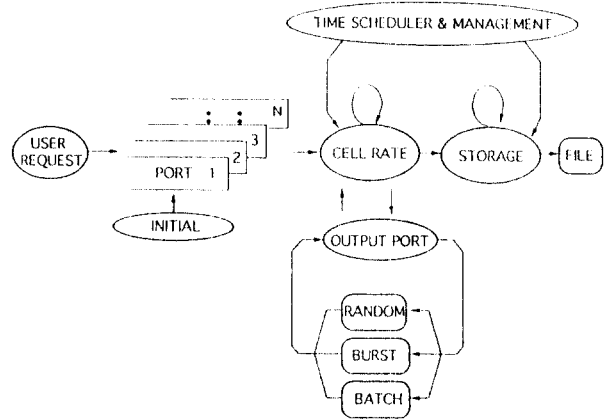 TIME SCHEDULER & MANAGEMENT
N
3
2
PORT 1
USER
REQUEST
INITIAL
CELL RATE
STORAGE
FILE
OUTPUT PORT
RANDOM
BURST
BATCH